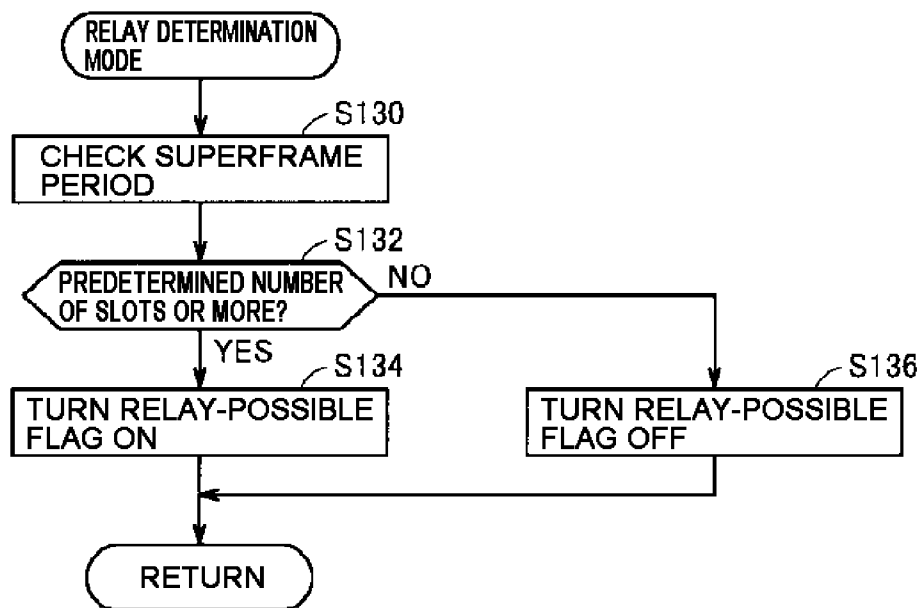 RELAY DETERMINATION
MODE
S130
CHECK SUPERFRAME
PERIOD
S132
PREDETERMINED NUMBER
OF SLOTS OR MORE?
NO
YES
S134
TURN RELAY-POSSIBLE
FLAG ON
S136
TURN RELAY-POSSIBLE
FLAG OFF
RETURN